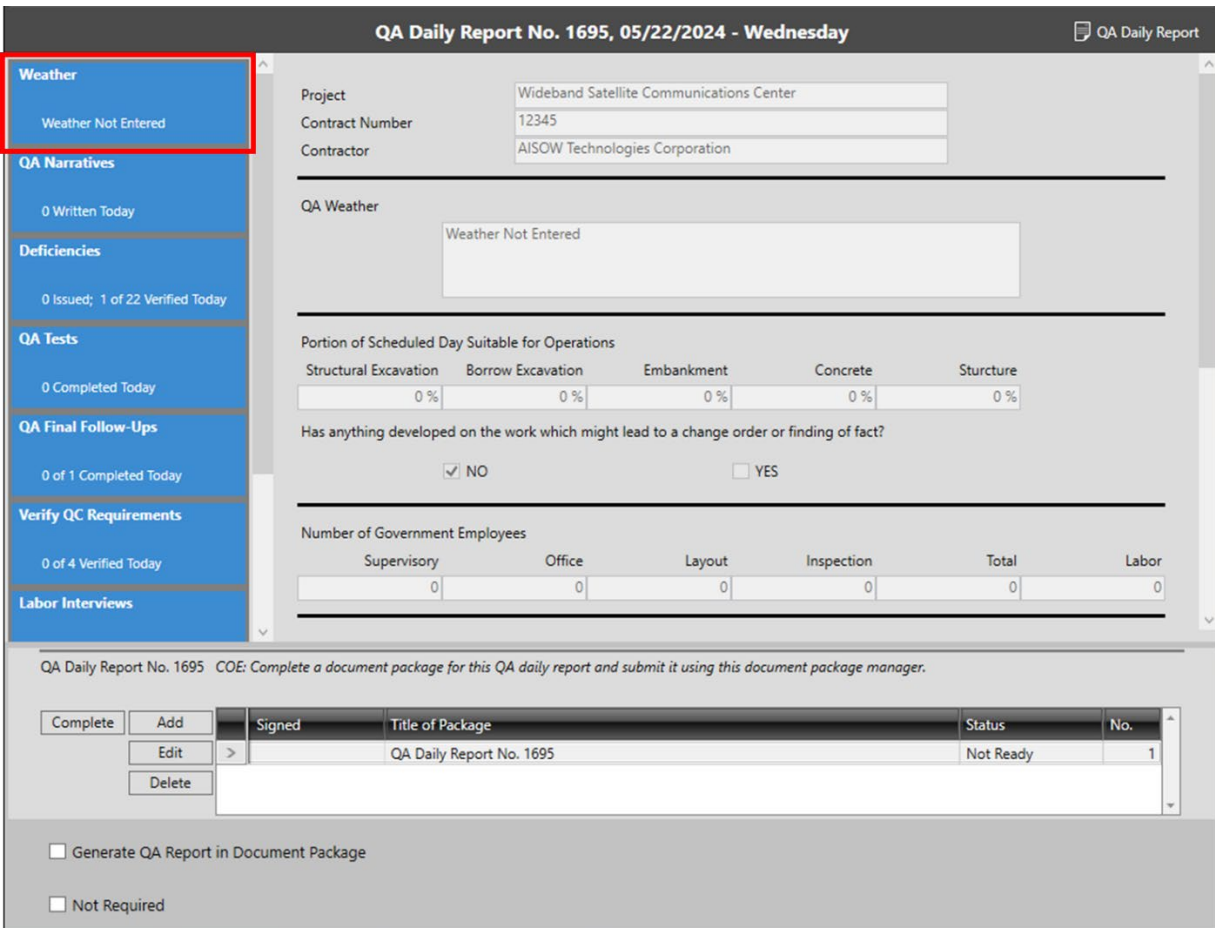 QA Daily Report No. 1695, 05/22/2024 - Wednesday
QA Daily Report
Weather
Weather Not Entered
QA Narratives
0 Written Today
Deficiencies
0 Issued; 1 of 22 Verified Today
QA Tests
0 Completed Today
QA Final Follow-Ups
0 of 1 Completed Today
Verify QC Requirements
0 of 4 Verified Today
Labor Interviews
Project Wideband Satellite Communications Center
Contract Number 12345
Contractor AISOW Technologies Corporation
QA Weather
Weather Not Entered
Portion of Scheduled Day Suitable for Operations
Structural Excavation Borrow Excavation Embankment Concrete Sturcture
0 % 0 % 0 % 0 % 0 %
Has anything developed on the work which might lead to a change order or finding of fact?
NO YES
Number of Government Employees
Supervisory Office Layout Inspection Total Labor
0 0 0 0 0 0
QA Daily Report No. 1695 COE: Complete a document package for this QA daily report and submit it using this document package manager.
Complete Add
Edit
Delete
Signed Title of Package Status No.
> QA Daily Report No. 1695 Not Ready 1
Generate QA Report in Document Package
Not Required